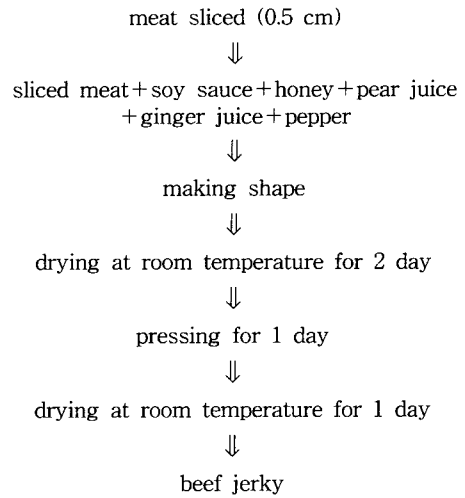 meat sliced (0.5 cm)
⇓
sliced meat+soy sauce+honey+pear juice
+ginger juice+pepper
⇓
making shape
⇓
drying at room temperature for 2 day
⇓
pressing for 1 day
⇓
drying at room temperature for 1 day
⇓
beef jerky